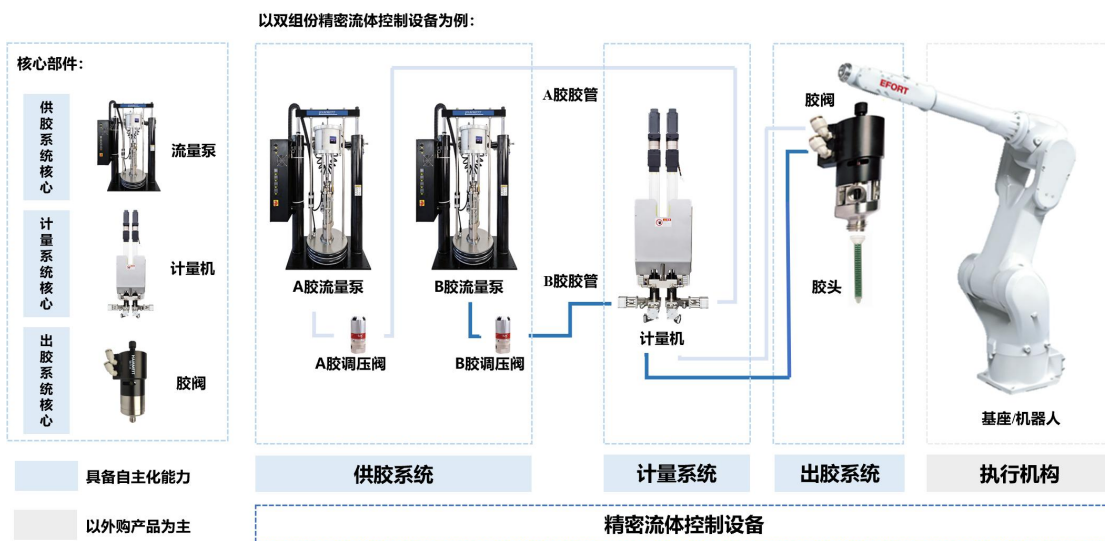 以双组份精密流体控制设备为例：
核心部件：
供胶系统核心
流量泵
计量系统核心
计量机
出胶系统核心
胶阀
A胶流量泵
B胶流量泵
A胶调压阀
B胶调压阀
A胶胶管
B胶胶管
计量机
胶阀
胶头
EFORT
基座/机器人
具备自主化能力
供胶系统
计量系统
出胶系统
执行机构
以外购产品为主
精密流体控制设备